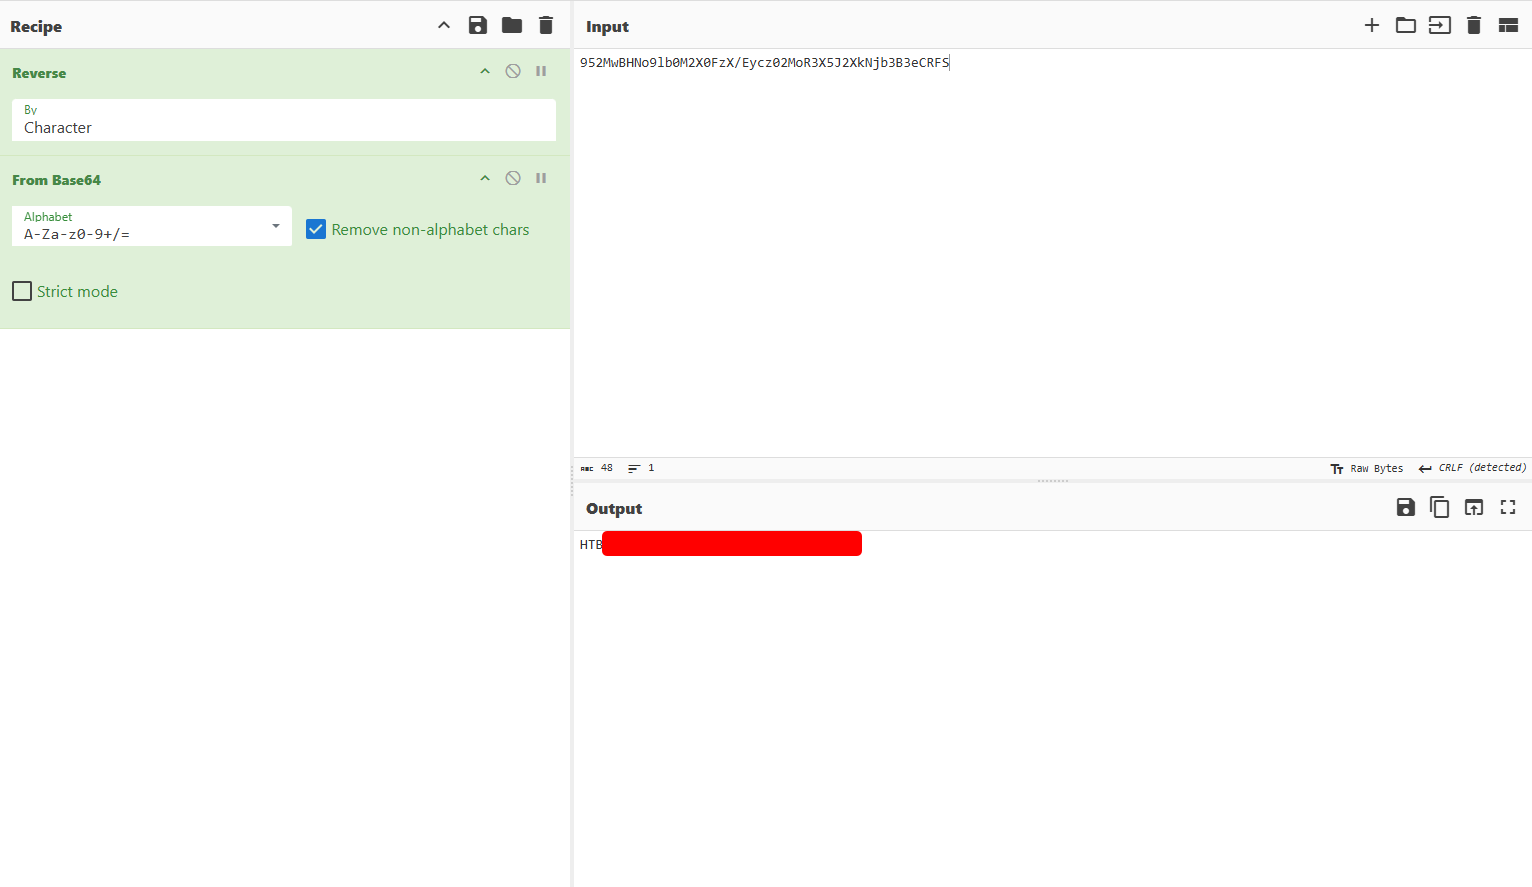 Recipe
Reverse
By
Character
From Base64
Alphabet
A-Za-z0-9+/=
Remove non-alphabet chars
Strict mode
Input
952MwBHNo9lb0M2X0FzX/Eycz02MoR3X5J2XkNjb3B3eCRFS
ABC 48 1
Raw Bytes CRLF (detected)
Output
HTB